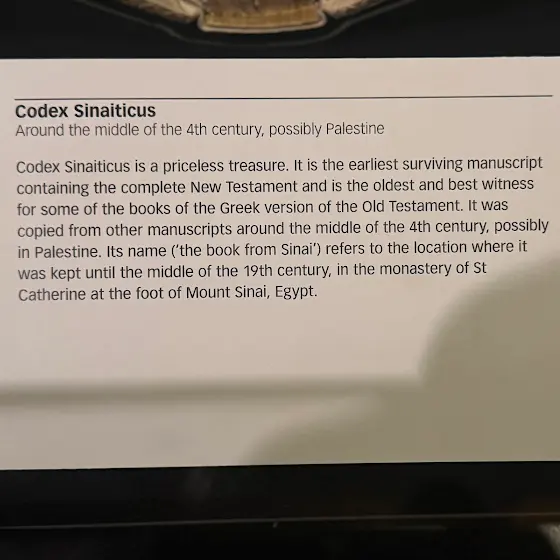 Codex Sinaiticus
Around the middle of the 4th century, possibly Palestine
Codex Sinaiticus is a priceless treasure. It is the earliest surviving manuscript
containing the complete New Testament and is the oldest and best witness
for some of the books of the Greek version of the Old Testament. It was
copied from other manuscripts around the middle of the 4th century, possibly
in Palestine. Its name (‘the book from Sinai’) refers to the location where it
was kept until the middle of the 19th century, in the monastery of St
Catherine at the foot of Mount Sinai, Egypt.